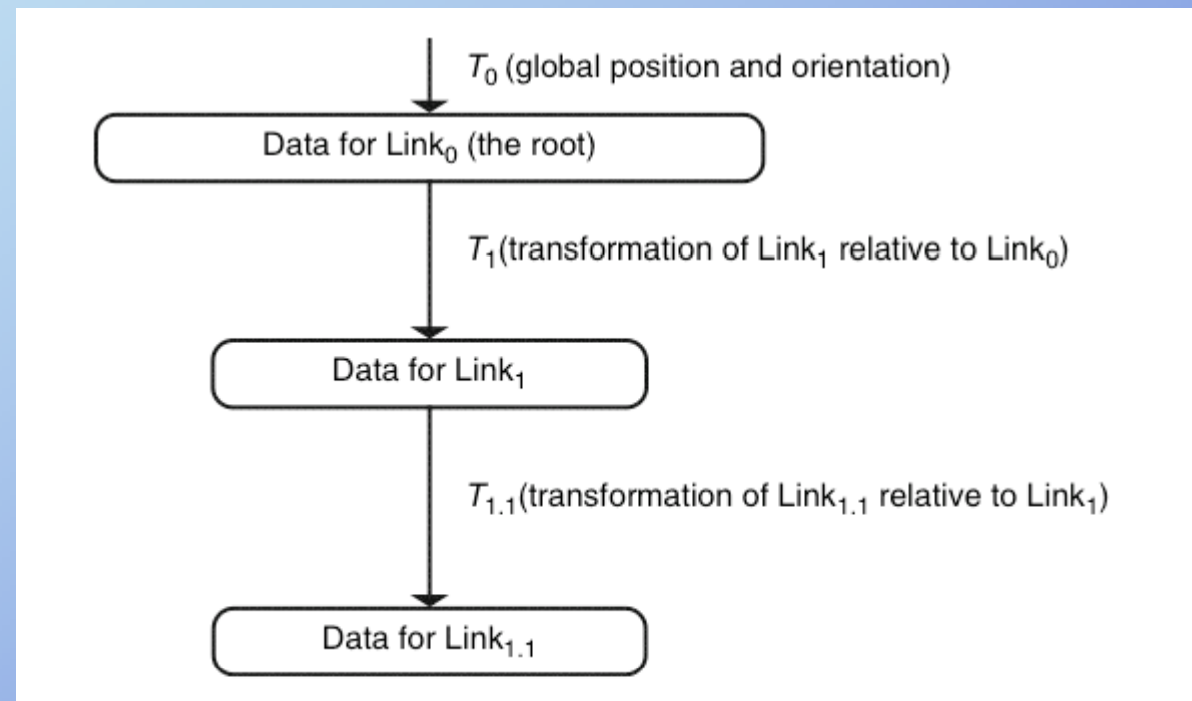 T₀ (global position and orientation)
Data for Link₀ (the root)
T₁(transformation of Link₁ relative to Link₀)
Data for Link₁
T₁.₁(transformation of Link₁.₁ relative to Link₁)
Data for Link₁.₁